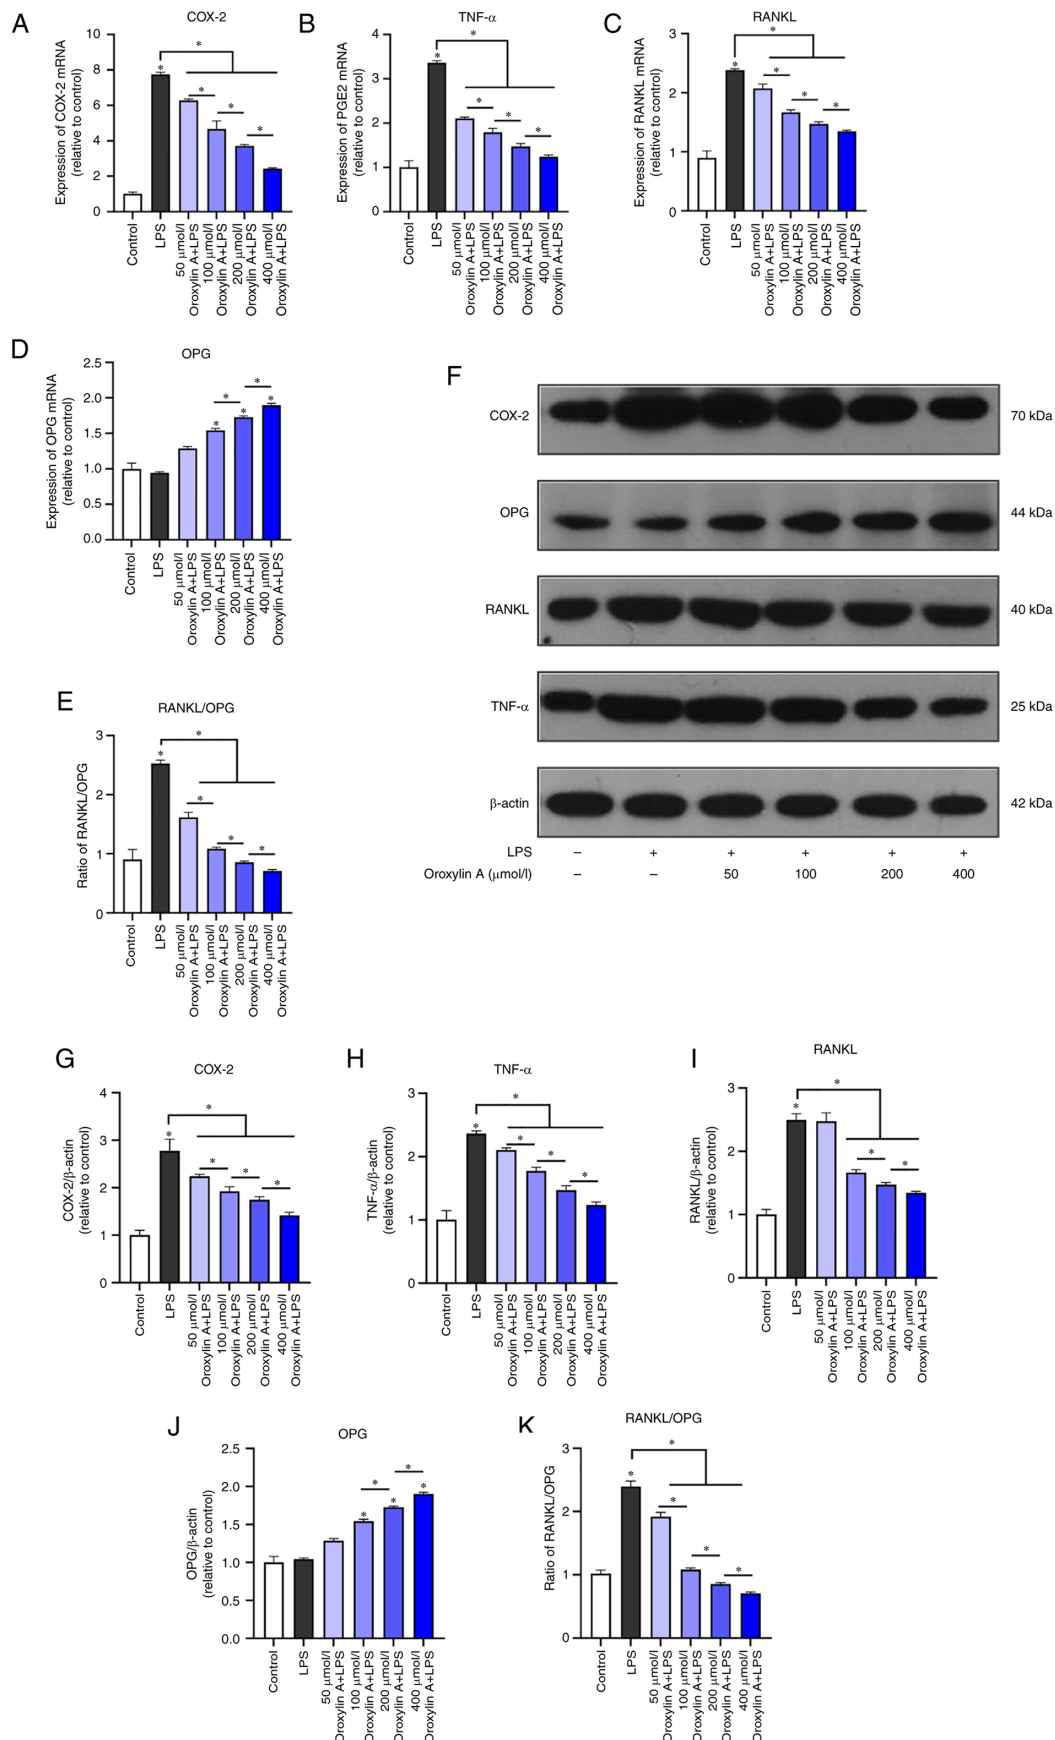 A
COX-2
Expression of COX-2 mRNA
(relative to control)
10
8
6
4
2
0
*
*
*
*
*
Control
LPS
50 μmol/l
Oroxylin A+LPS
100 μmol/l
Oroxylin A+LPS
200 μmol/l
Oroxylin A+LPS
400 μmol/l
Oroxylin A+LPS
B
TNF-α
Expression of PGE2 mRNA
(relative to control)
4
3
2
1
0
*
*
*
*
*
Control
LPS
50 μmol/l
Oroxylin A+LPS
100 μmol/l
Oroxylin A+LPS
200 μmol/l
Oroxylin A+LPS
400 μmol/l
Oroxylin A+LPS
C
RANKL
Expression of RANKL mRNA
(relative to control)
3
2
1
0
*
*
*
*
*
Control
LPS
50 μmol/l
Oroxylin A+LPS
100 μmol/l
Oroxylin A+LPS
200 μmol/l
Oroxylin A+LPS
400 μmol/l
Oroxylin A+LPS
D
OPG
Expression of OPG mRNA
(relative to control)
2.5
2.0
1.5
1.0
0.5
0.0
*
*
*
*
*
Control
LPS
50 μmol/l
Oroxylin A+LPS
100 μmol/l
Oroxylin A+LPS
200 μmol/l
Oroxylin A+LPS
400 μmol/l
Oroxylin A+LPS
E
RANKL/OPG
Ratio of RANKL/OPG
3
2
1
0
*
*
*
*
*
Control
LPS
50 μmol/l
Oroxylin A+LPS
100 μmol/l
Oroxylin A+LPS
200 μmol/l
Oroxylin A+LPS
400 μmol/l
Oroxylin A+LPS
F
COX-2 70 kDa
OPG 44 kDa
RANKL 40 kDa
TNF-α 25 kDa
β-actin 42 kDa
LPS – + + + + +
Oroxylin A (μmol/l) – – 50 100 200 400
G
COX-2
COX-2/β-actin
(relative to control)
4
3
2
1
0
*
*
*
*
*
Control
LPS
50 μmol/l
Oroxylin A+LPS
100 μmol/l
Oroxylin A+LPS
200 μmol/l
Oroxylin A+LPS
400 μmol/l
Oroxylin A+LPS
H
TNF-α
TNF-α/β-actin
(relative to control)
3
2
1
0
*
*
*
*
*
Control
LPS
50 μmol/l
Oroxylin A+LPS
100 μmol/l
Oroxylin A+LPS
200 μmol/l
Oroxylin A+LPS
400 μmol/l
Oroxylin A+LPS
I
RANKL
RANKL/β-actin
(relative to control)
3
2
1
0
*
*
*
*
Control
LPS
50 μmol/l
Oroxylin A+LPS
100 μmol/l
Oroxylin A+LPS
200 μmol/l
Oroxylin A+LPS
400 μmol/l
Oroxylin A+LPS
J
OPG
OPG/β-actin
(relative to control)
2.5
2.0
1.5
1.0
0.5
0.0
*
*
*
*
*
Control
LPS
50 μmol/l
Oroxylin A+LPS
100 μmol/l
Oroxylin A+LPS
200 μmol/l
Oroxylin A+LPS
400 μmol/l
Oroxylin A+LPS
K
RANKL/OPG
Ratio of RANKL/OPG
3
2
1
0
*
*
*
*
*
Control
LPS
50 μmol/l
Oroxylin A+LPS
100 μmol/l
Oroxylin A+LPS
200 μmol/l
Oroxylin A+LPS
400 μmol/l
Oroxylin A+LPS